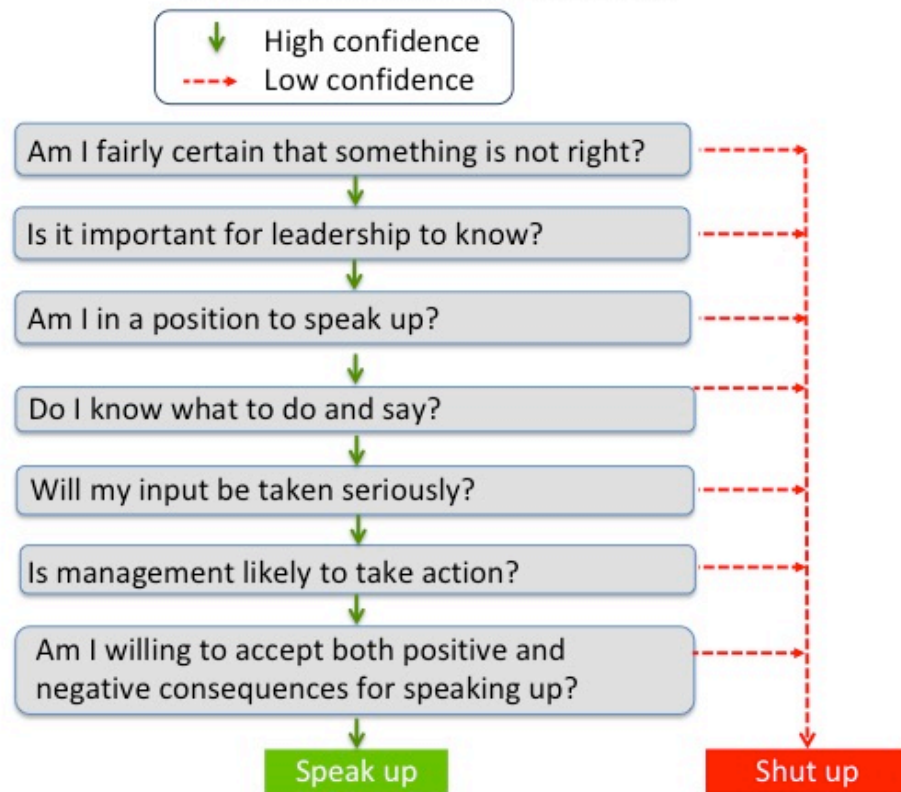 High confidence
Low confidence
Am I fairly certain that something is not right?
Is it important for leadership to know?
Am I in a position to speak up?
Do I know what to do and say?
Will my input be taken seriously?
Is management likely to take action?
Am I willing to accept both positive and
negative consequences for speaking up?
Speak up
Shut up